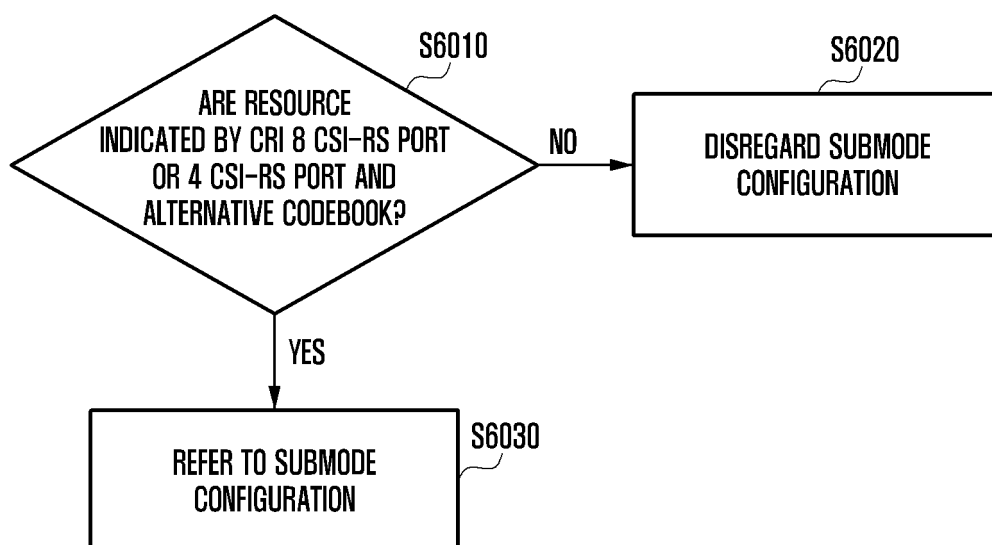 S6010
ARE RESOURCE
INDICATED BY CRI 8 CSI-RS PORT
OR 4 CSI-RS PORT AND
ALTERNATIVE CODEBOOK?
NO
S6020
DISREGARD SUBMODE
CONFIGURATION
YES
S6030
REFER TO SUBMODE
CONFIGURATION